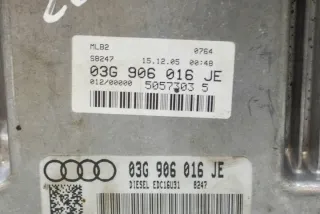 MLB2 0764
S8247 15.12.05 00:48
03G 906 016 JE
012/00000 5057303 5
03G 906 016 JE
DIESEL EDC16U31 8247